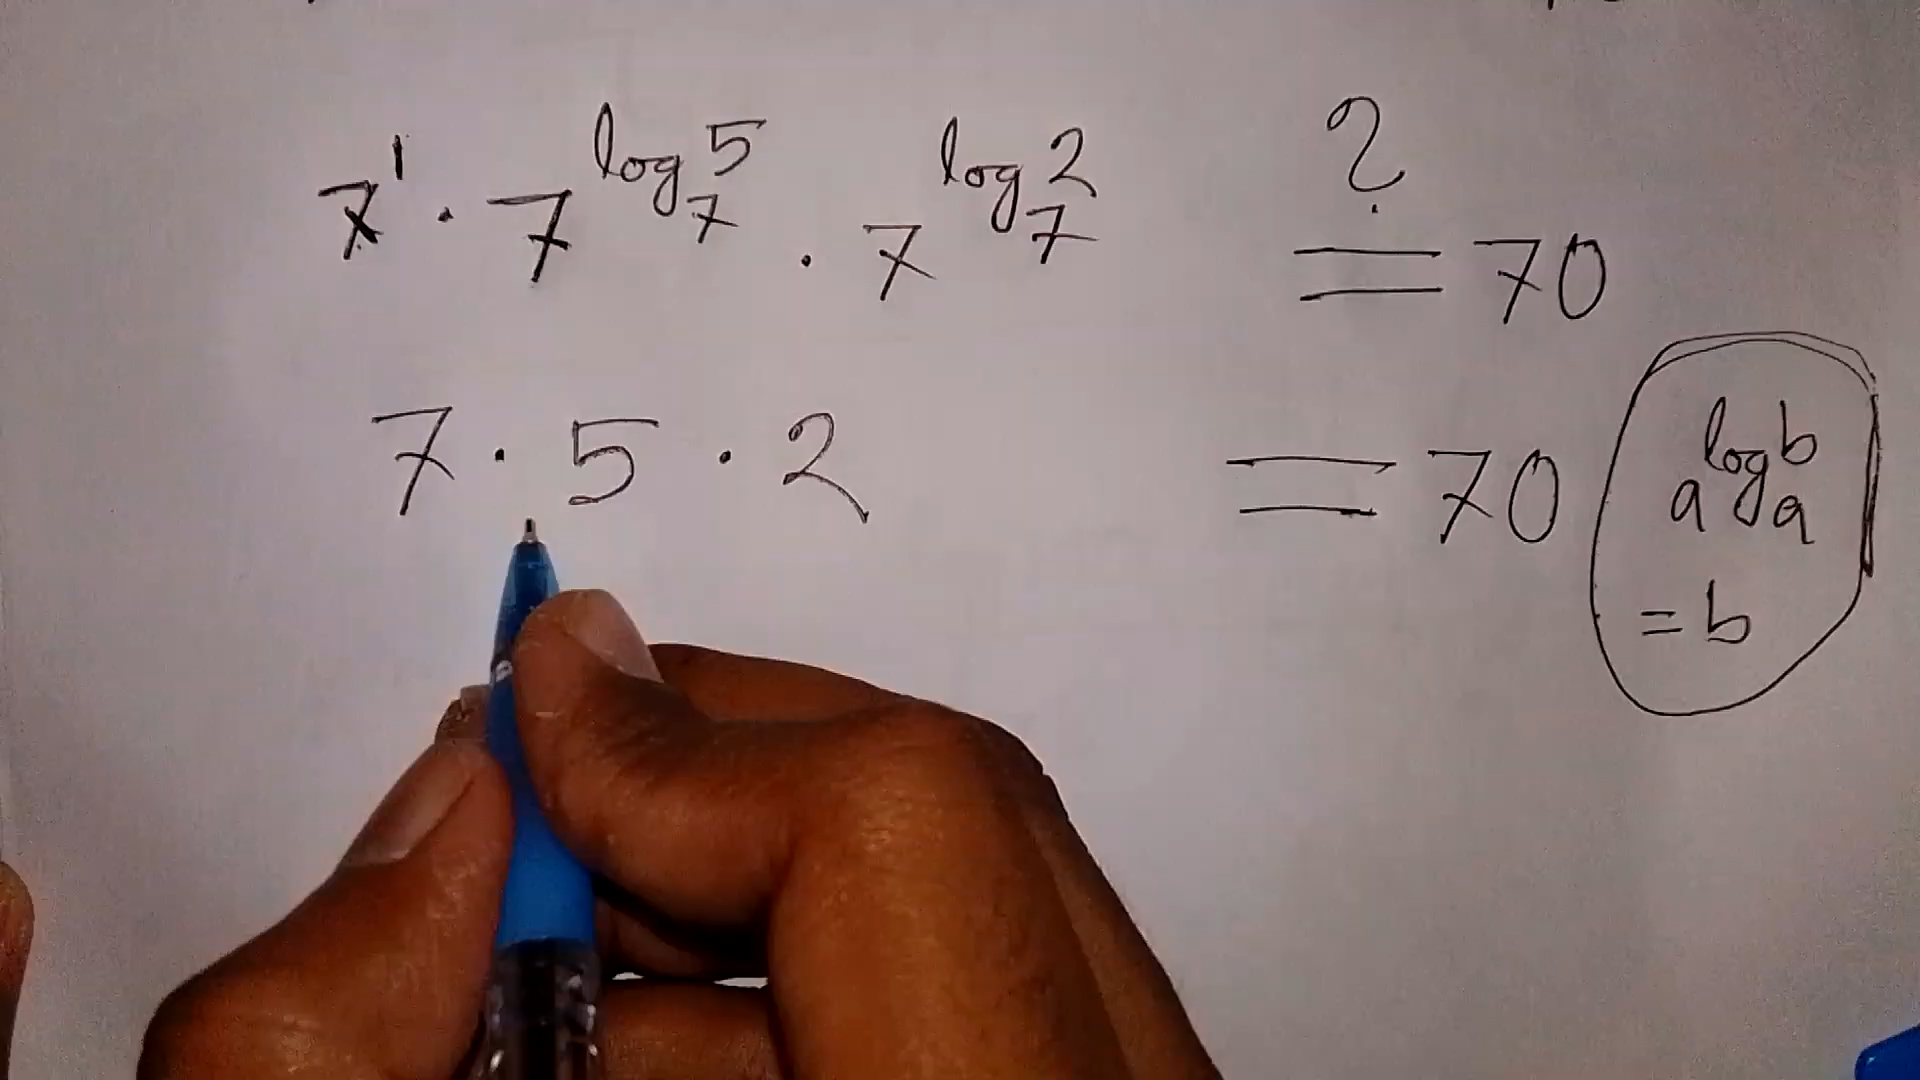 7¹ · 7^log₇5 · 7^log₇2 ?= 70
7 · 5 · 2 = 70
a^logₐb
= b